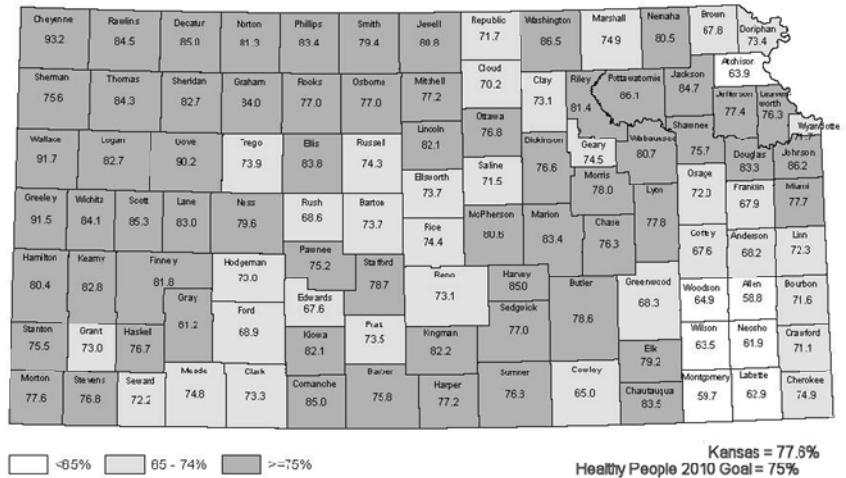 Cheyenne Rawlins Decatur Norton Phillips Smith Jewell Republic Washington Marshall Nemaha Brown Doniphan
93.2 84.5 85.0 81.3 83.4 79.4 80.8 71.7 86.5 74.9 80.5 67.8 73.4
Atchison
63.9
Sherman Thomas Sheridan Graham Rooks Osborne Mitchell Cloud Clay Riley Pottawatomie Jackson Jefferson Leavenworth
75.6 84.3 82.7 84.0 77.0 77.0 77.2 70.2 73.1 81.4 86.1 84.7 77.4 76.3
Wyandotte
71.7
Ottawa
76.8
Wallace Logan Gove Trego Ellis Russell Lincoln Saline Dickinson Geary Wabaunsee Shawnee Douglas Johnson
91.7 82.7 90.2 73.9 83.8 74.3 82.1 71.5 76.6 74.5 80.7 75.7 83.3 86.2
Ellsworth Morris Osage Franklin Miami
73.7 78.0 72.0 67.9 77.7
Greeley Wichita Scott Lane Ness Rush Barton Rice McPherson Marion Chase Lyon Coffey Anderson Linn
91.5 84.1 85.3 83.0 79.6 68.6 73.7 74.4 80.6 83.4 76.3 77.8 67.6 68.2 72.3
Hamilton Kearny Finney Hodgeman Pawnee Stafford Reno Harvey Butler Greenwood Woodson Allen Bourbon
80.4 82.8 81.8 73.0 75.2 78.7 73.1 85.0 78.6 68.3 64.9 58.8 71.6
Gray Ford Edwards Sedgwick
81.2 68.9 67.6 77.0
Stanton Grant Haskell Kiowa Pratt Kingman Elk Wilson Neosho Crawford
75.5 73.0 76.7 82.1 73.5 82.2 79.2 63.5 61.9 71.1
Morton Stevens Seward Meade Clark Comanche Barber Harper Sumner Cowley Chautauqua Montgomery Labette Cherokee
77.6 76.8 72.2 74.8 73.3 85.0 75.8 77.2 76.3 65.0 83.5 59.7 62.9 74.9
<65% 65 - 74% >=75%
Kansas = 77.6%
Healthy People 2010 Goal = 75%